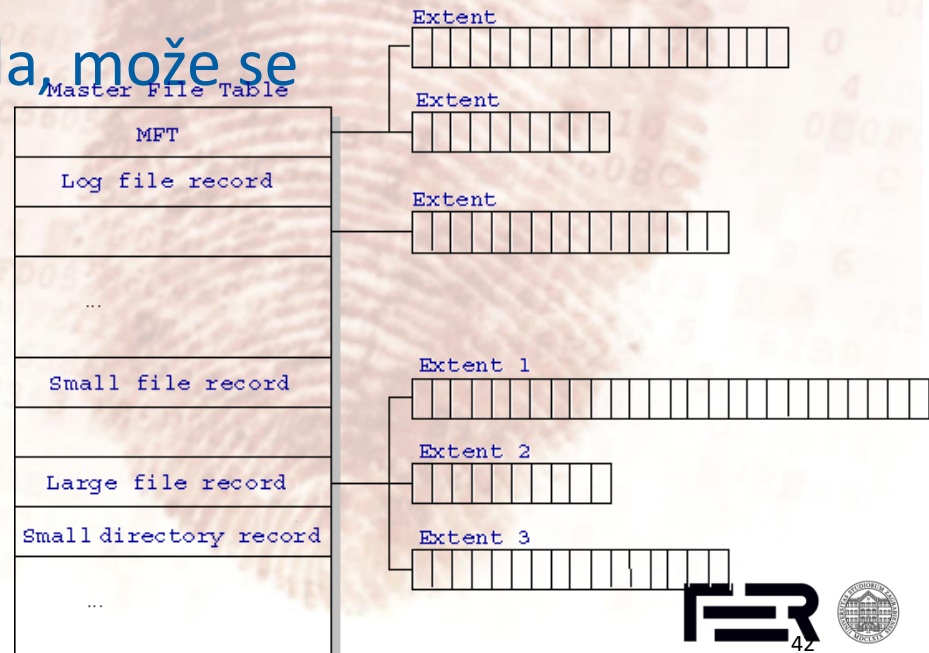 la, može se
Master File Table
MFT
Log file record
...
Small file record
Large file record
Small directory record
...
Extent
Extent
Extent
Extent 1
Extent 2
Extent 3
FER
42